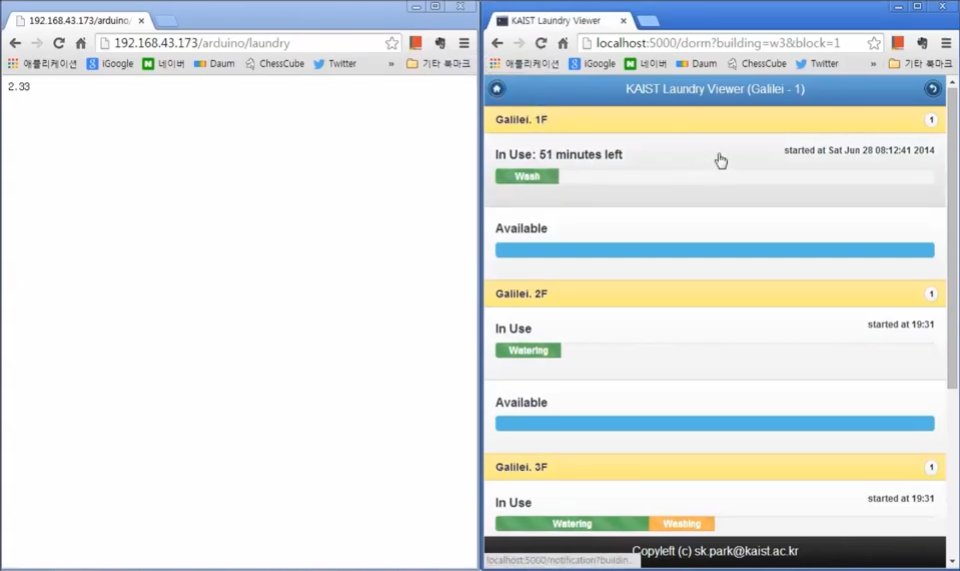 192.168.43.173/arduino/
192.168.43.173/arduino/laundry
애플리케이션 iGoogle 네이버 Daum ChessCube Twitter » 기타 북마크
2.33
KAIST Laundry Viewer
localhost:5000/dorm?building=w3&block=1
애플리케이션 iGoogle 네이버 Daum ChessCube Twitter » 기타 북마크
KAIST Laundry Viewer (Galilei - 1)
Galilei. 1F 1
In Use: 51 minutes left started at Sat Jun 28 08:12:41 2014
Wash
Available
Galilei. 2F 1
In Use started at 19:31
Watering
Available
Galilei. 3F 1
In Use started at 19:31
Watering Washing
Copyleft (c) sk.park@kaist.ac.kr
localhost:5000/notification?buildin...